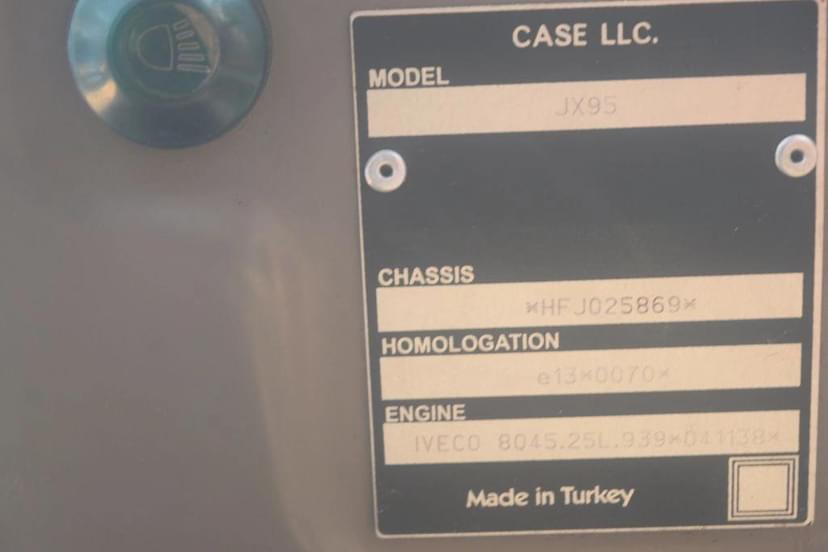 CASE LLC.
MODEL
JX95
CHASSIS
*HFJ025869*
HOMOLOGATION
e13*0070*
ENGINE
IVECO 8045.25L.939*041138*
Made in Turkey